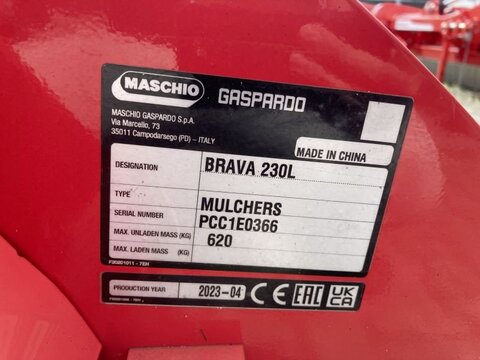 MASCHIO GASPARDO
MASCHIO GASPARDO S.p.A.
Via Marcello, 73
35011 Campodarsego (PD) – ITALY
MADE IN CHINA
DESIGNATION BRAVA 230L
TYPE MULCHERS
SERIAL NUMBER PCC1E0366
MAX. UNLADEN MASS (KG) 620
MAX. LADEN MASS (KG)
F20201011 - 7EH
PRODUCTION YEAR 2023-04 CE EAC UK CA